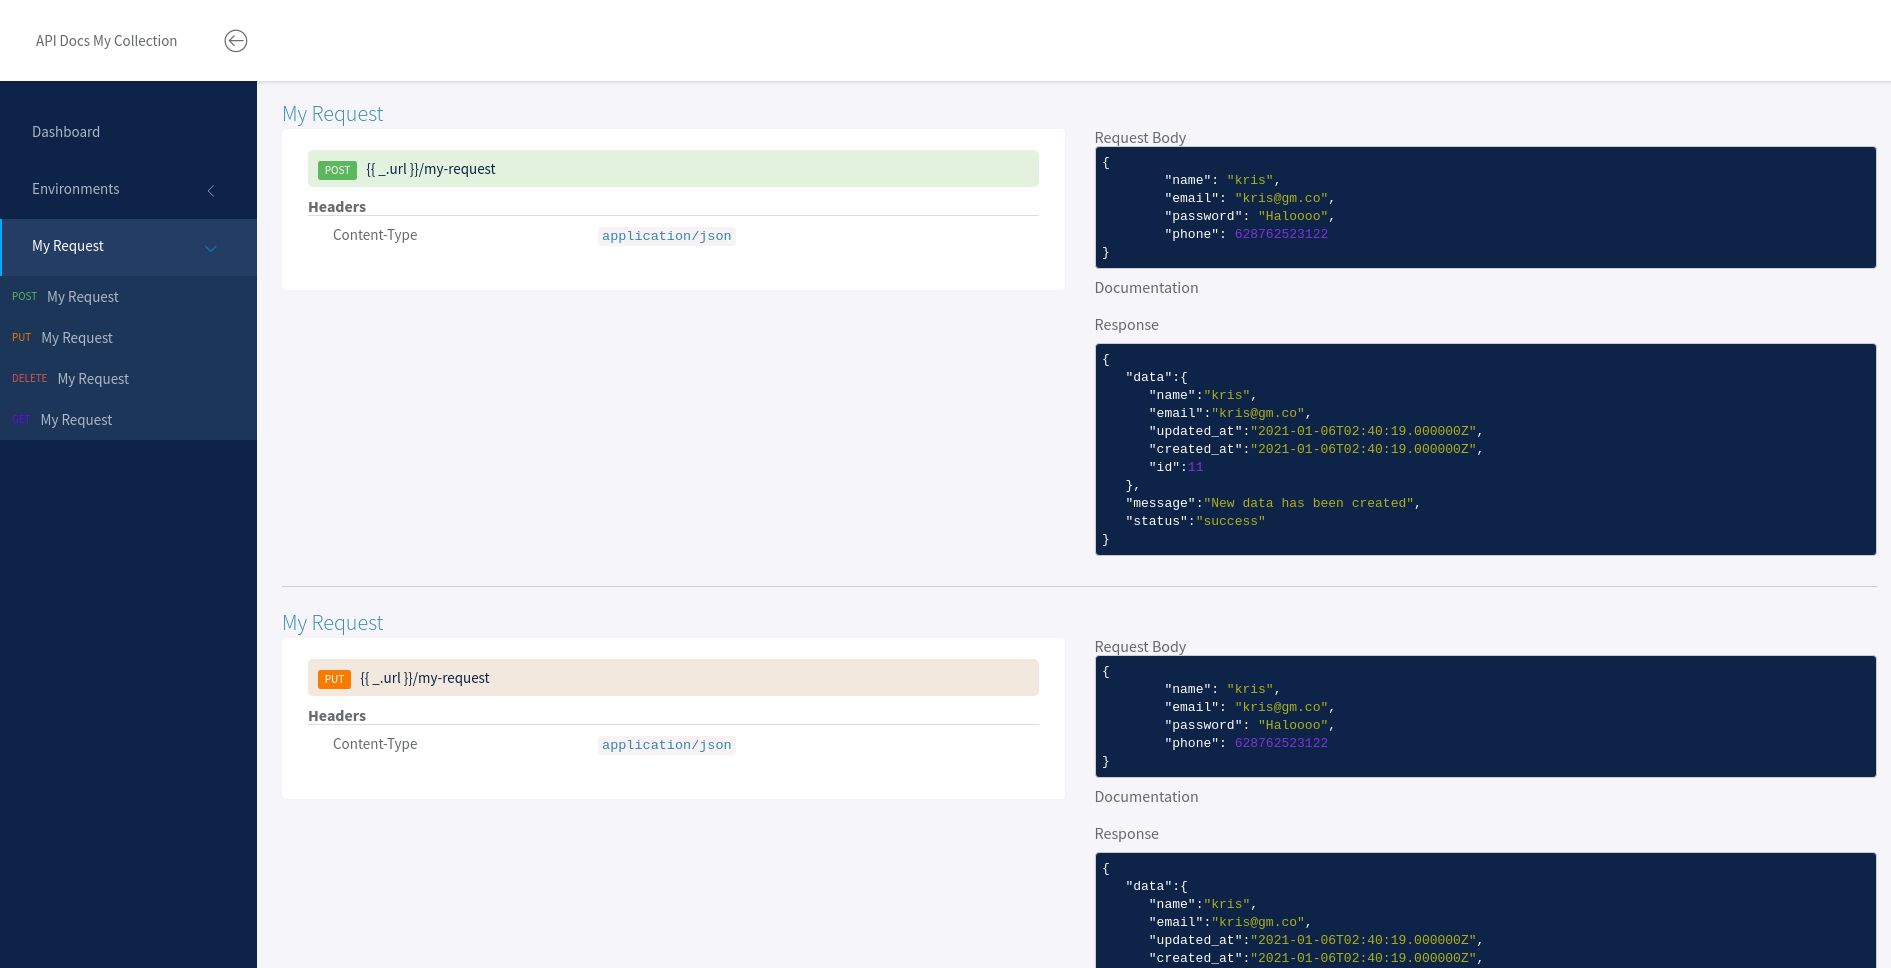 API Docs My Collection
Dashboard
Environments
My Request
POST My Request
PUT My Request
DELETE My Request
GET My Request
My Request
POST {{ _.url }}/my-request
Headers
Content-Type application/json
Request Body
{
"name": "kris",
"email": "kris@gm.co",
"password": "Haloooo",
"phone": 628762523122
}
Documentation
Response
{
"data":{
"name":"kris",
"email":"kris@gm.co",
"updated_at":"2021-01-06T02:40:19.000000Z",
"created_at":"2021-01-06T02:40:19.000000Z",
"id":11
},
"message":"New data has been created",
"status":"success"
}
My Request
PUT {{ _.url }}/my-request
Headers
Content-Type application/json
Request Body
{
"name": "kris",
"email": "kris@gm.co",
"password": "Haloooo",
"phone": 628762523122
}
Documentation
Response
{
"data":{
"name":"kris",
"email":"kris@gm.co",
"updated_at":"2021-01-06T02:40:19.000000Z",
"created_at":"2021-01-06T02:40:19.000000Z",